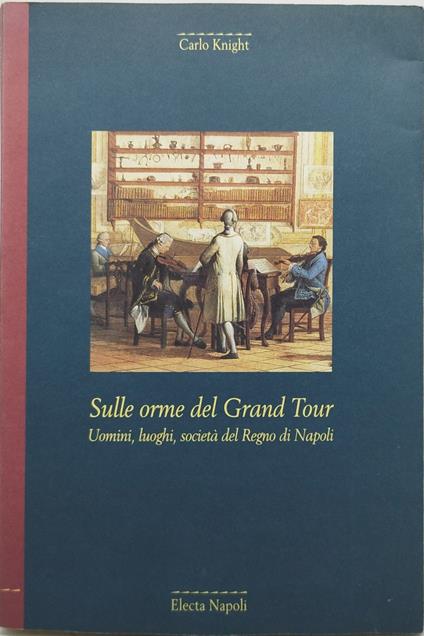 Carlo Knight
Sulle orme del Grand Tour
Uomini, luoghi, società del Regno di Napoli
Electa Napoli